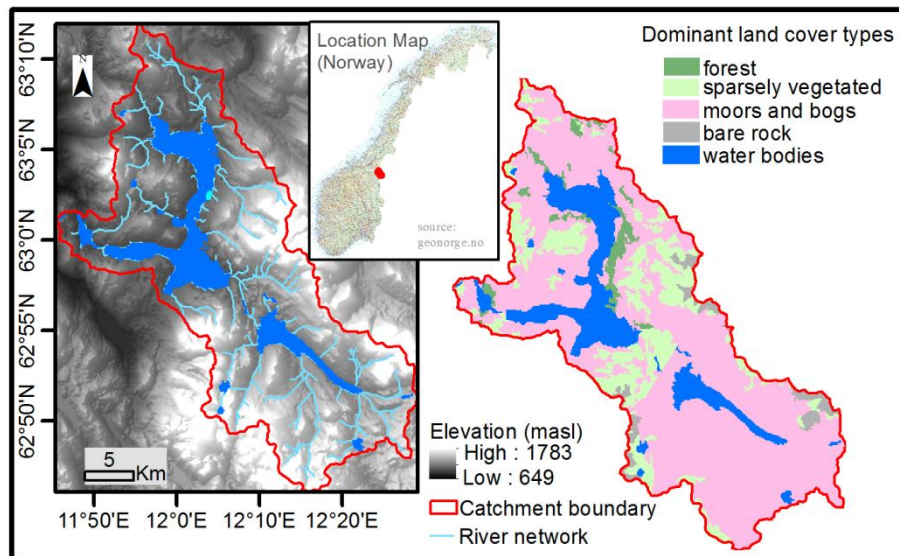 63°10'N
63°5'N
63°0'N
62°55'N
62°50'N
N
5
Km
11°50'E
12°0'E
12°10'E
12°20'E
Location Map
(Norway)
source:
geonorge.no
Dominant land cover types
forest
sparsely vegetated
moors and bogs
bare rock
water bodies
Elevation (masl)
High : 1783
Low : 649
Catchment boundary
River network